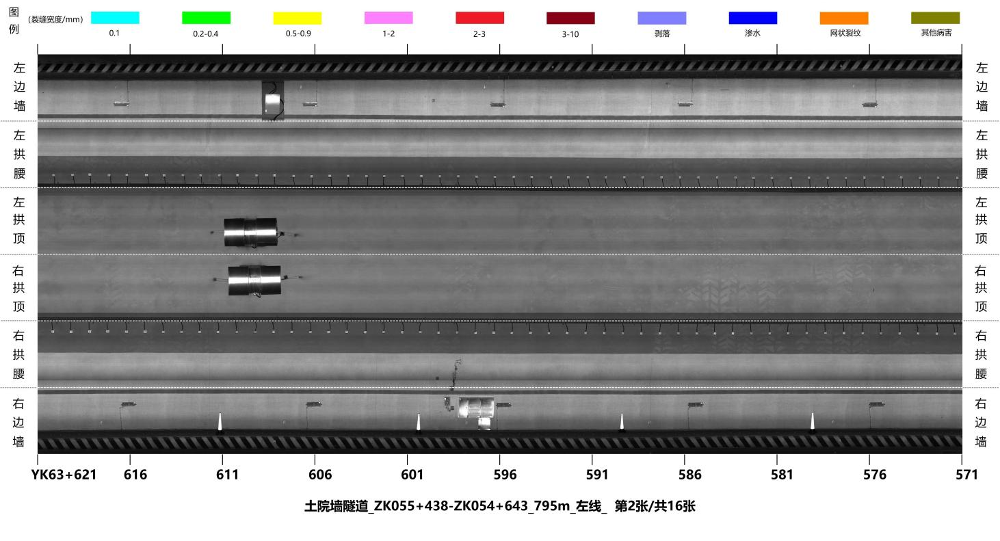 图例
(裂缝宽度/mm)
0.1
0.2-0.4
0.5-0.9
1-2
2-3
3-10
剥落
渗水
网状裂纹
其他病害
左边墙
左边墙
左拱腰
左拱腰
左拱顶
左拱顶
右拱顶
右拱顶
右拱腰
右拱腰
右边墙
右边墙
YK63+621 616 611 606 601 596 591 586 581 576 571
土院墙隧道_ZK055+438-ZK054+643_795m_左线_ 第2张/共16张